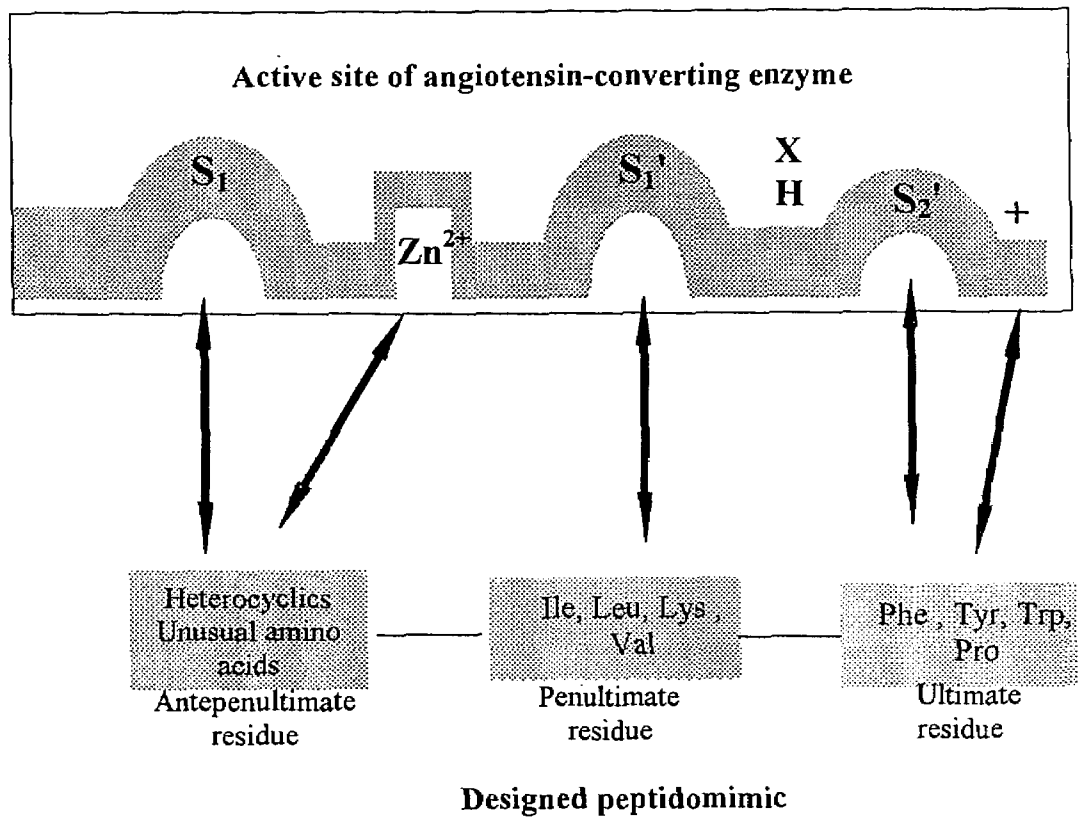 Active site of angiotensin-converting enzyme
S₁
Zn²⁺
S₁'
X
H
S₂'
+
Heterocyclics
Unusual amino
acids
Antepenultimate
residue
Ile, Leu, Lys ,
Val
Penultimate
residue
Phe , Tyr, Trp,
Pro
Ultimate
residue
Designed peptidomimic